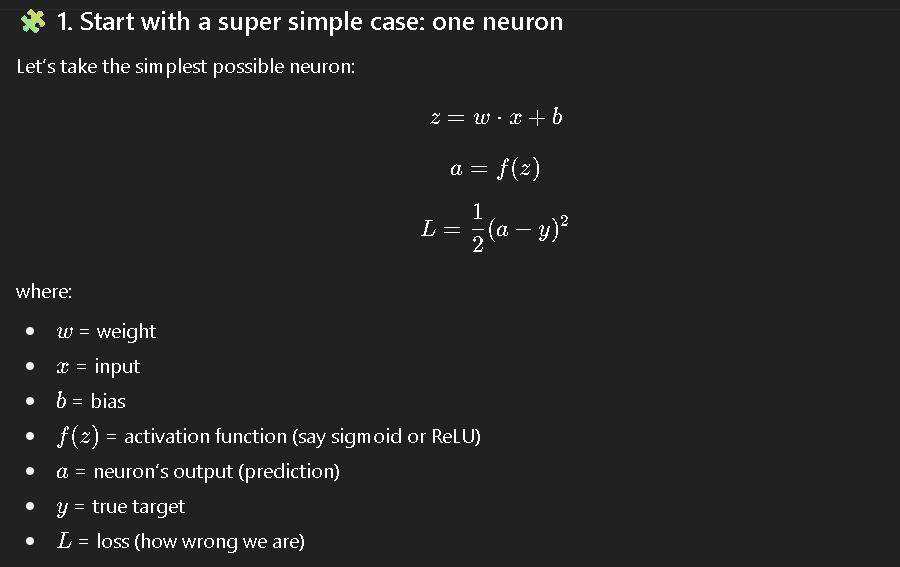 🧩 1. Start with a super simple case: one neuron
Let's take the simplest possible neuron:
z = w · x + b
a = f(z)
L = \frac{1}{2}(a − y)^2
where:
• w = weight
• x = input
• b = bias
• f(z) = activation function (say sigmoid or ReLU)
• a = neuron's output (prediction)
• y = true target
• L = loss (how wrong we are)